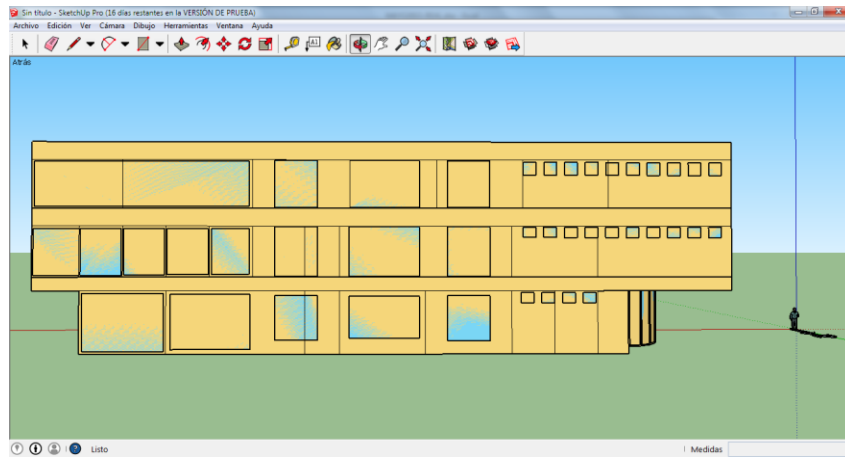 Sin título - SketchUp Pro (16 días restantes en la VERSIÓN DE PRUEBA)
Archivo Edición Ver Cámara Dibujo Herramientas Ventana Ayuda
A1
Atrás
Listo
Medidas